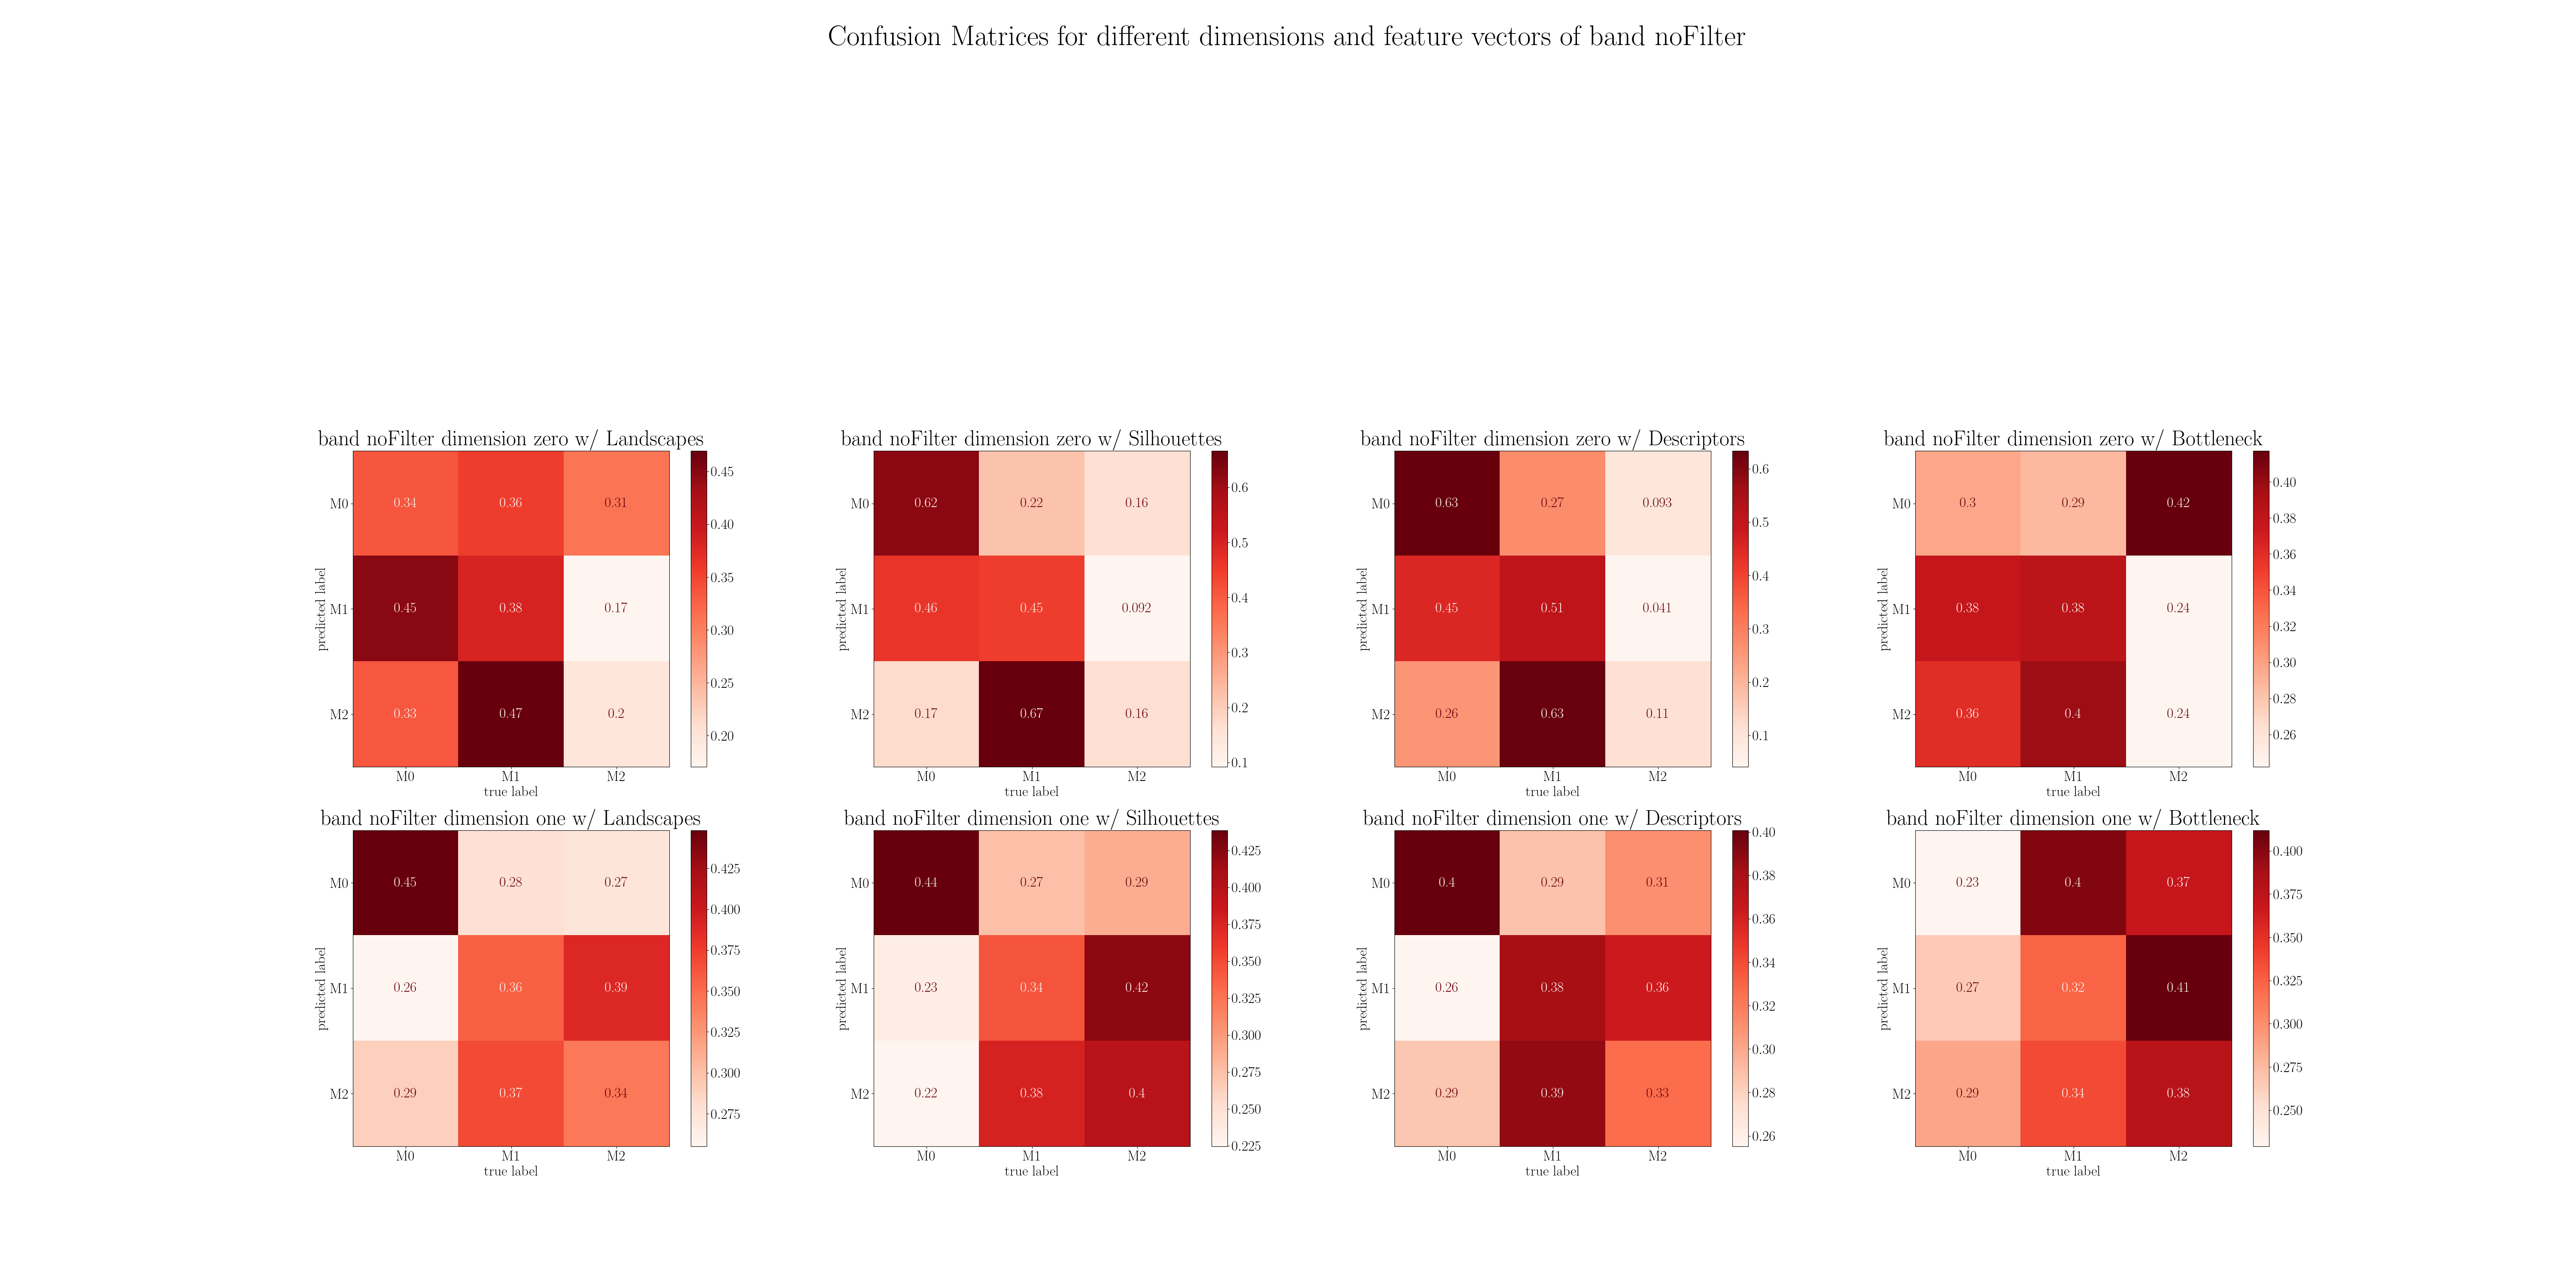 Confusion Matrices for different dimensions and feature vectors of band noFilter
band noFilter dimension zero w/ Landscapes
predicted label
M0 0.34 0.36 0.31
M1 0.45 0.38 0.17
M2 0.33 0.47 0.2
M0 M1 M2
true label
0.45
0.40
0.35
0.30
0.25
0.20
band noFilter dimension zero w/ Silhouettes
predicted label
M0 0.62 0.22 0.16
M1 0.46 0.45 0.092
M2 0.17 0.67 0.16
M0 M1 M2
true label
0.6
0.5
0.4
0.3
0.2
0.1
band noFilter dimension zero w/ Descriptors
predicted label
M0 0.63 0.27 0.093
M1 0.45 0.51 0.041
M2 0.26 0.63 0.11
M0 M1 M2
true label
0.6
0.5
0.4
0.3
0.2
0.1
band noFilter dimension zero w/ Bottleneck
predicted label
M0 0.3 0.29 0.42
M1 0.38 0.38 0.24
M2 0.36 0.4 0.24
M0 M1 M2
true label
0.40
0.38
0.36
0.34
0.32
0.30
0.28
0.26
band noFilter dimension one w/ Landscapes
predicted label
M0 0.45 0.28 0.27
M1 0.26 0.36 0.39
M2 0.29 0.37 0.34
M0 M1 M2
true label
0.425
0.400
0.375
0.350
0.325
0.300
0.275
band noFilter dimension one w/ Silhouettes
predicted label
M0 0.44 0.27 0.29
M1 0.23 0.34 0.42
M2 0.22 0.38 0.4
M0 M1 M2
true label
0.425
0.400
0.375
0.350
0.325
0.300
0.275
0.250
0.225
band noFilter dimension one w/ Descriptors
predicted label
M0 0.4 0.29 0.31
M1 0.26 0.38 0.36
M2 0.29 0.39 0.33
M0 M1 M2
true label
0.40
0.38
0.36
0.34
0.32
0.30
0.28
0.26
band noFilter dimension one w/ Bottleneck
predicted label
M0 0.23 0.4 0.37
M1 0.27 0.32 0.41
M2 0.29 0.34 0.38
M0 M1 M2
true label
0.400
0.375
0.350
0.325
0.300
0.275
0.250